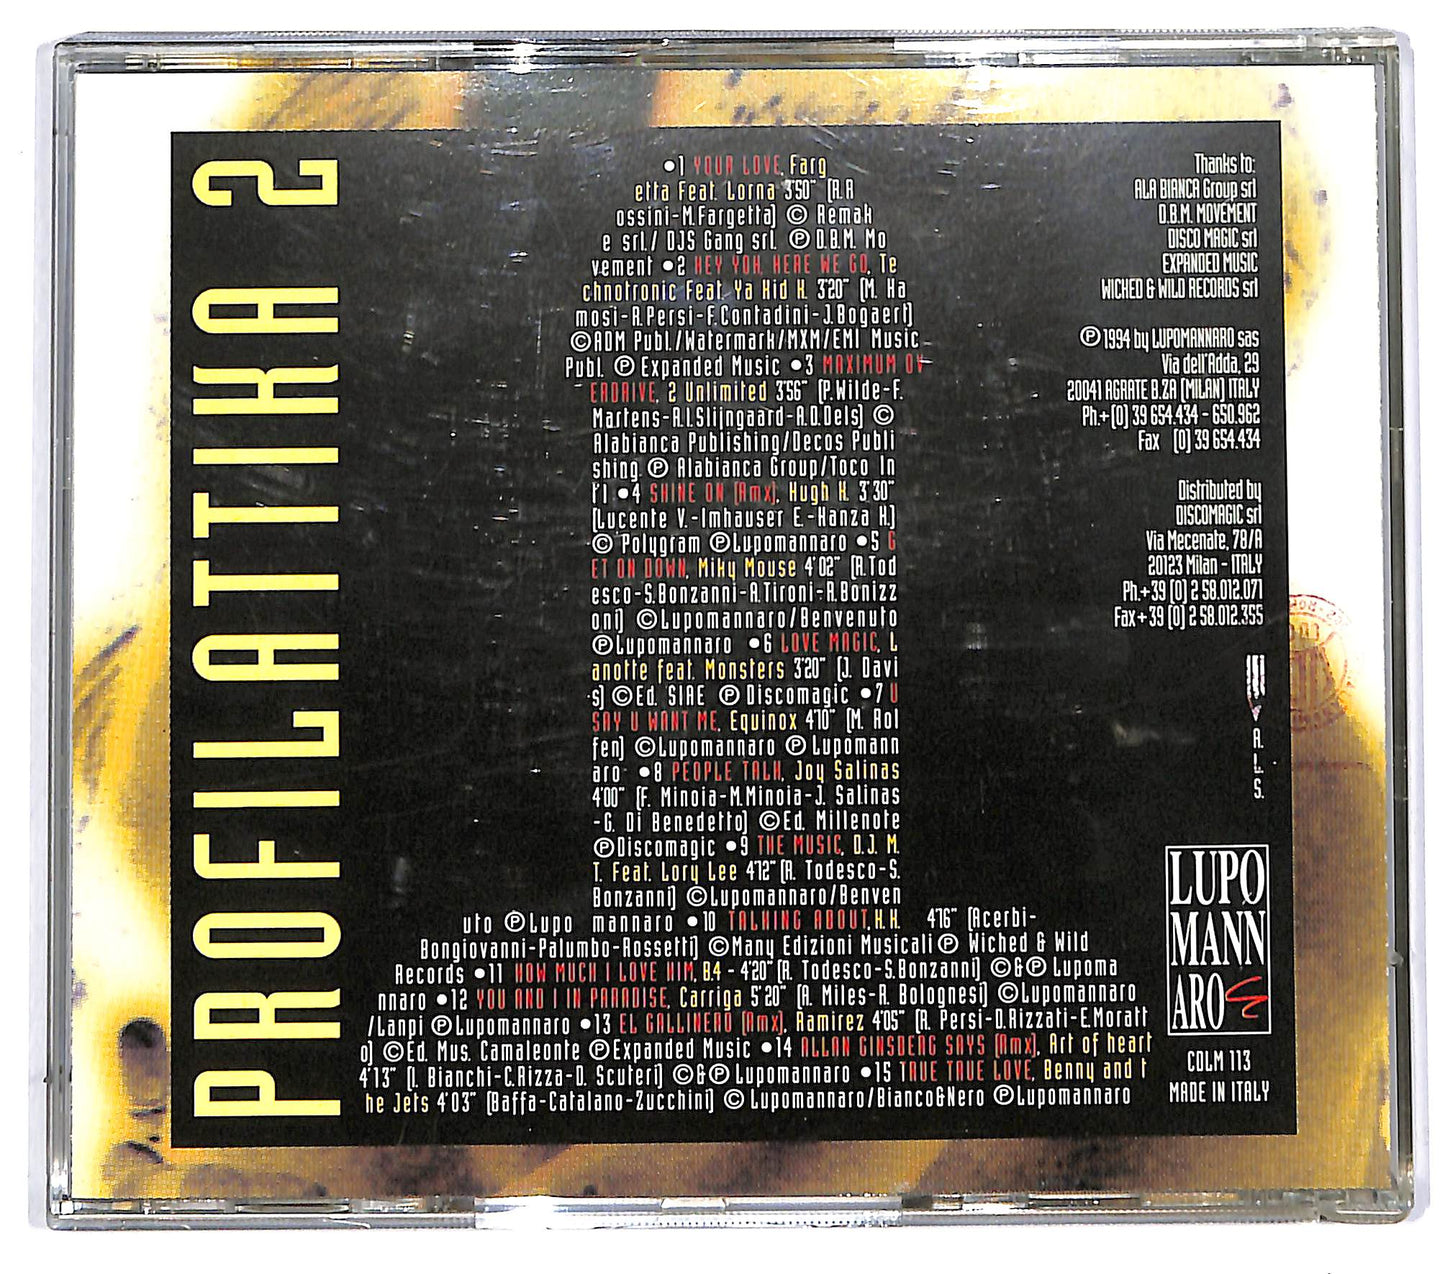 PROFILATTIKA 2
•1 YOUR LOVE, Farg
etta Feat. Lorna 3'50" (A.R
ossini-M.Fargetta) © Remak
e srl./ DJS Gang srl. ℗ D.B.M. Mo
vement •2 HEY YOH, HERE WE GO, Te
chnotronic Feat. Ya Kid K. 3'20" (M. Ha
mosi-R.Persi-F.Contadini-J.Bogaert)
©ADM Publ./Watermark/MXM/EMI Music
Publ. ℗ Expanded Music •3 MAXIMUM OV
ERDRIVE, 2 Unlimited 3'56" (P.Wilde-F.
Martens-R.I.Slijngaard-A.D.Dels) ©
Alabianca Publishing/Decos Publi
shing ℗ Alabianca Group/Toco In
t'l •4 SHINE ON (Rmx), Hugh K. 3'30"
(Lucente V.-Imhauser E.-Hanza H.)
© Polygram ℗Lupomannaro •5 G
ET ON DOWN, Miky Mouse 4'02" (A.Tod
esco-S.Bonzanni-A.Tironi-R.Bonizz
oni) ©Lupomannaro/Benvenuto
℗Lupomannaro •6 LOVE MAGIC, L
anotte feat. Monsters 3'20" (J. Davi
s) ©Ed. SIAE ℗ Discomagic •7 U
SAY U WANT ME, Equinox 4'10" (M. Rol
fen) ©Lupomannaro ℗ Lupomann
aro •8 PEOPLE TALK, Joy Salinas
4'00" (F. Minoia-M.Minoia-J. Salinas
-G. Di Benedetto) ©Ed. Millenote
℗Discomagic •9 THE MUSIC, D.J. M.
T. Feat. Lory Lee 4'12" (A. Todesco-S.
Bonzanni) ©Lupomannaro/Benven
uto ℗Lupo mannaro •10 TALKING ABOUT, H.K. 4'16" (Acerbi-
Bongiovanni-Palumbo-Rossetti) ©Many Edizioni Musicali℗ Wicked & Wild
Records •11 HOW MUCH I LOVE HIM, B.4 - 4'20" (A. Todesco-S.Bonzanni) ©&℗ Lupoma
nnaro •12 YOU AND I IN PARADISE, Carriga 5'20" (A. Miles-A. Bolognesi) ©Lupomannaro
/Lanpi ℗Lupomannaro •13 EL GALLINERO (Rmx), Ramirez 4'05" (R. Persi-D.Rizzati-E.Moratt
o) ©Ed. Mus. Camaleonte ℗Expanded Music •14 ALLAN GINSBERG SAYS (Rmx), Art of heart
4'13" (I. Bianchi-C.Rizza-D. Scuteri) ©&℗ Lupomannaro •15 TRUE TRUE LOVE, Benny and t
he Jets 4'03" (Baffa-Catalano-Zucchini) © Lupomannaro/Bianco&Nero ℗Lupomannaro
Thanks to:
ALA BIANCA Group srl
D.B.M. MOVEMENT
DISCO MAGIC srl
EXPANDED MUSIC
WICKED & WILD RECORDS srl
℗ 1994 by LUPOMANNARO sas
Via dell'Adda, 29
20041 AGRATE B.ZA (MILAN) ITALY
Ph.+(0) 39 654.434 - 650.962
Fax (0) 39 654.434
Distributed by
DISCOMAGIC srl
Via Mecenate, 78/A
20123 Milan - ITALY
Ph.+39 (0) 2 58.012.071
Fax+39 (0) 2 58.012.355
A.L.S.
LUPO
MANN
ARO
CDLM 113
MADE IN ITALY